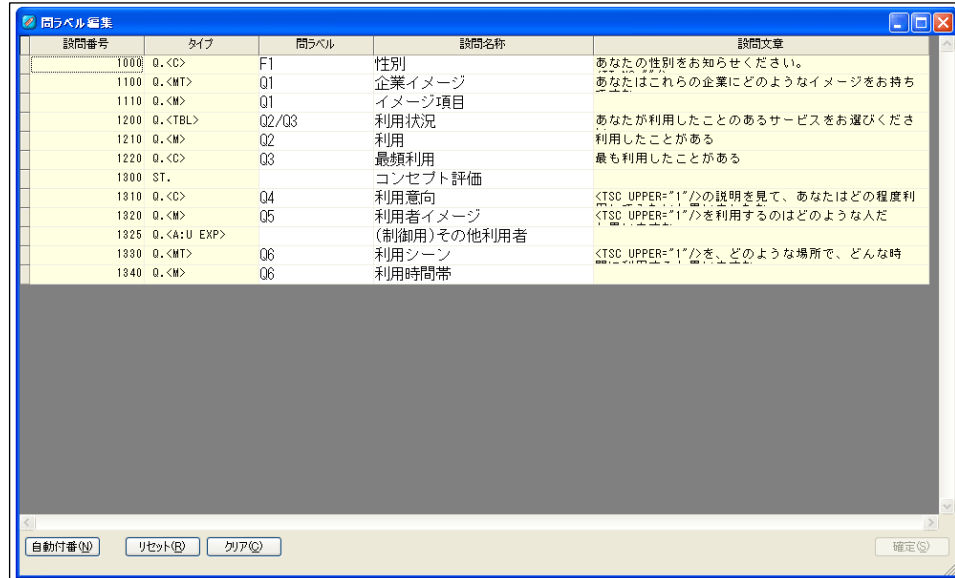 問ラベル編集
設問番号 タイプ 問ラベル 設問名称 設問文章
1000 Q.<C> F1 性別 あなたの性別をお知らせください。
1100 Q.<MT> Q1 企業イメージ あなたはこれらの企業にどのようなイメージをお持ち
1110 Q.<M> Q1 イメージ項目
1200 Q.<TBL> Q2/Q3 利用状況 あなたが利用したことのあるサービスをお選びくださ
1210 Q.<M> Q2 利用 利用したことがある
1220 Q.<C> Q3 最頻利用 最も利用したことがある
1300 ST. コンセプト評価
1310 Q.<C> Q4 利用意向 <TSC UPPER="1"/>の説明を見て、あなたはどの程度利
1320 Q.<M> Q5 利用者イメージ <TSC UPPER="1"/>を利用するのはどのような人だ
1325 Q.<A:U EXP> (制御用)その他利用者
1330 Q.<MT> Q6 利用シーン <TSC UPPER="1"/>を、どのような場所で、どんな時
1340 Q.<M> Q6 利用時間帯
自動付番(N) リセット(R) クリア(C) 確定(S)